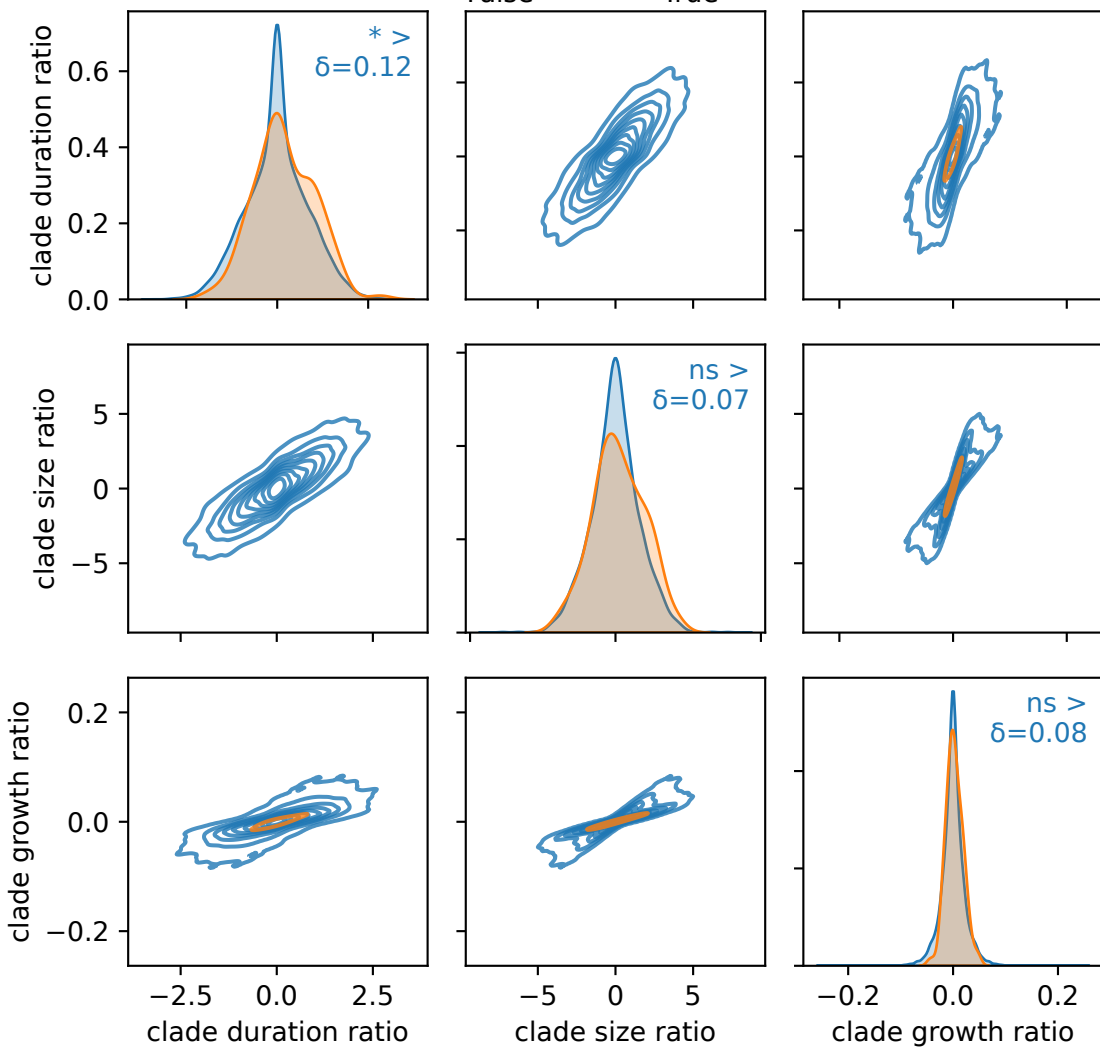 clade duration ratio
0.6
0.4
0.2
0.0
* >
δ=0.12
clade size ratio
5
0
−5
ns >
δ=0.07
clade growth ratio
0.2
0.0
−0.2
ns >
δ=0.08
−2.5 0.0 2.5
clade duration ratio
−5 0 5
clade size ratio
−0.2 0.0 0.2
clade growth ratio